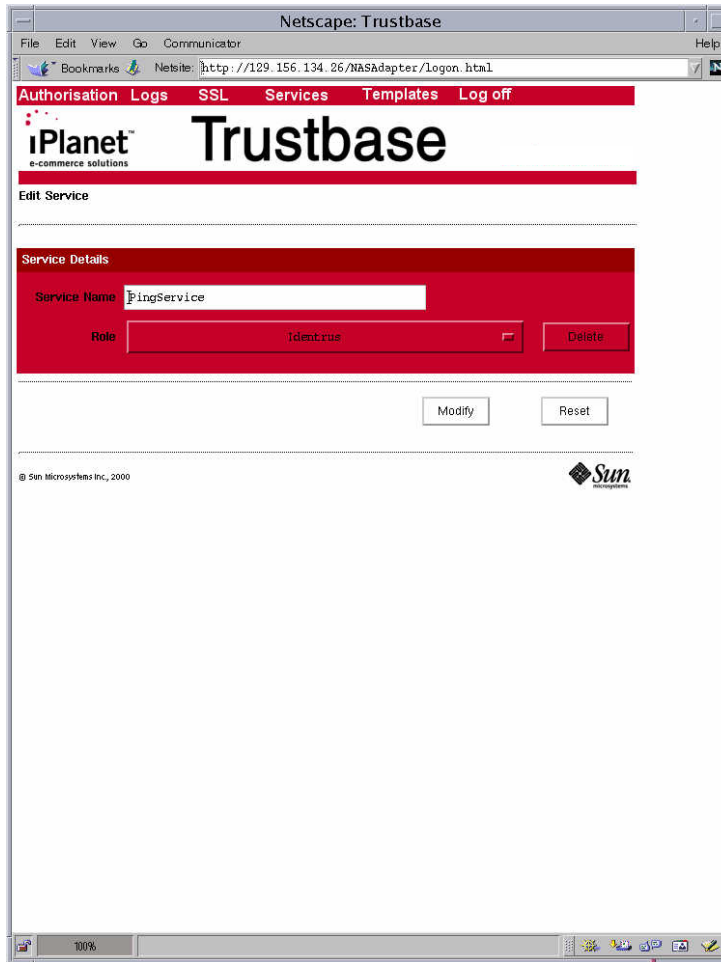 Netscape: Trustbase
File Edit View Go Communicator Help
Bookmarks Netsite: http://129.156.134.26/NASAdapter/logon.html
Authorisation Logs SSL Services Templates Log off
iPlanet™
e-commerce solutions
Trustbase
Edit Service
Service Details
Service Name PingService
Role Identrus Delete
Modify Reset
© Sun Microsystems Inc., 2000
Sun
microsystems
100%